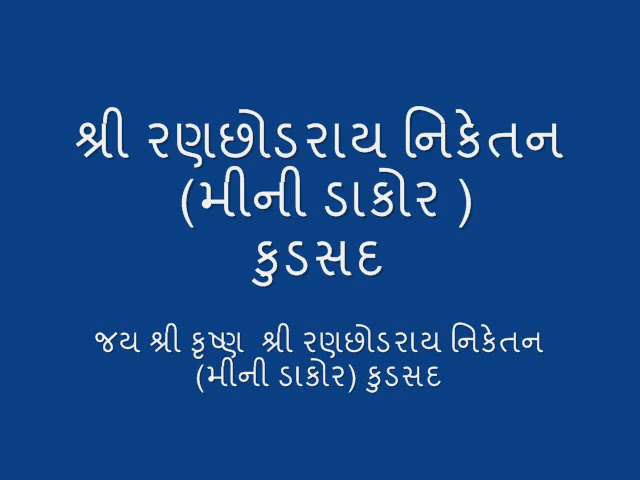 શ્રી રણછોડરાય નિકેતન
(મીની ડાકોર )
કુડસદ
જય શ્રી કૃષ્ણ શ્રી રણછોડરાય નિકેતન
(મીની ડાકોર) કુડસદ